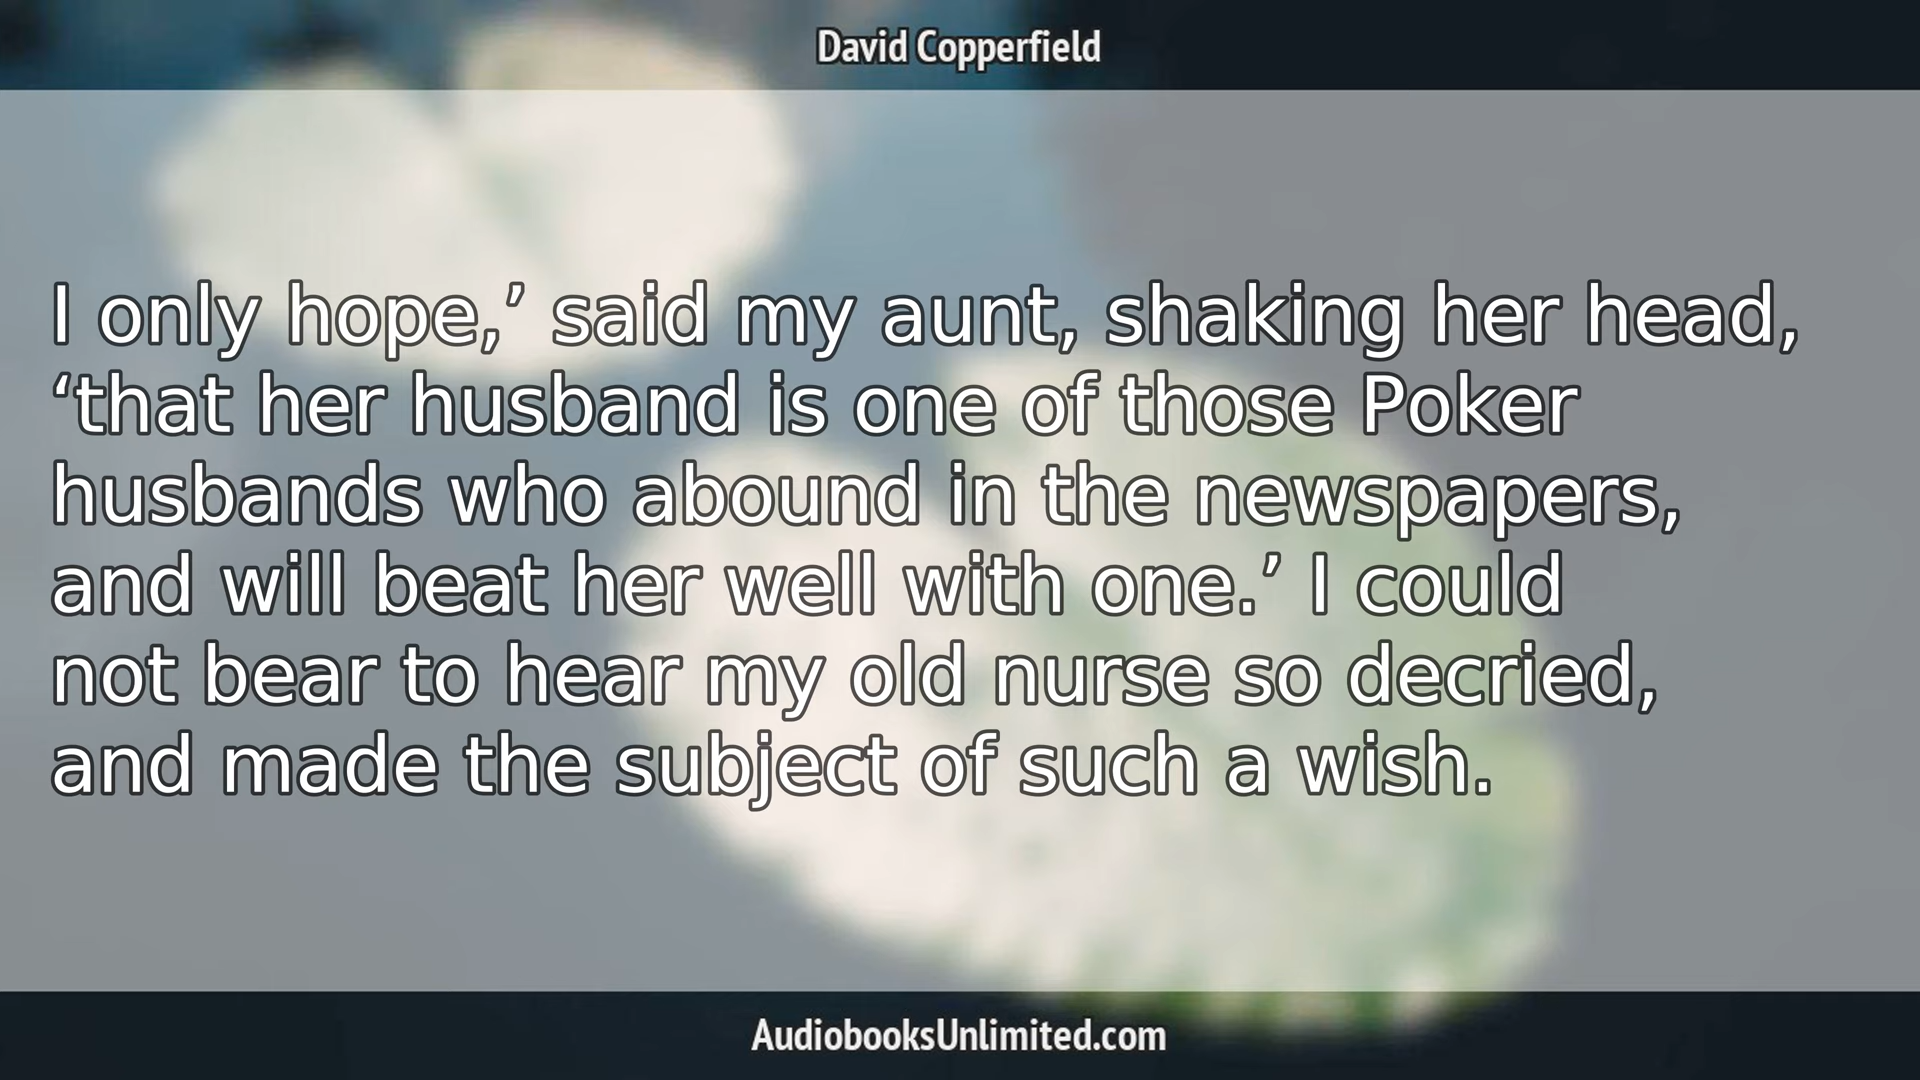 David Copperfield
I only hope,’ said my aunt, shaking her head,
‘that her husband is one of those Poker
husbands who abound in the newspapers,
and will beat her well with one.’ I could
not bear to hear my old nurse so decried,
and made the subject of such a wish.
AudiobooksUnlimited.com